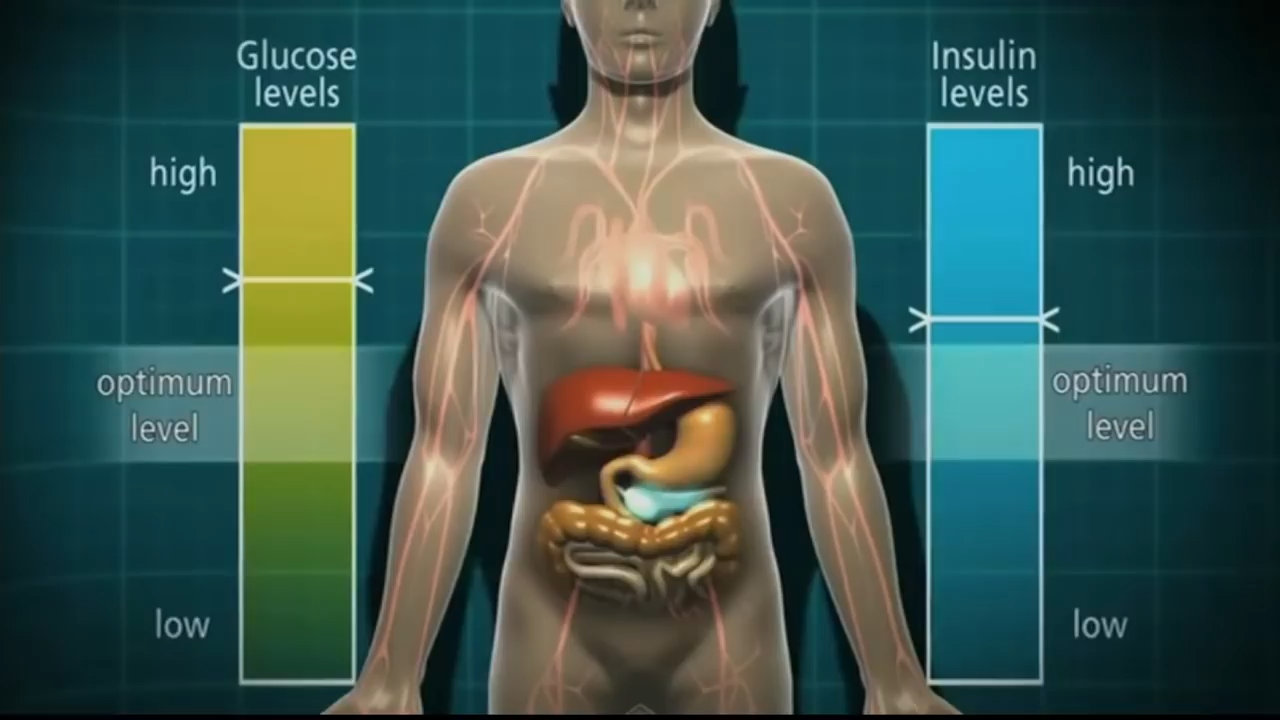 Glucose
levels
high
optimum
level
low
Insulin
levels
high
optimum
level
low